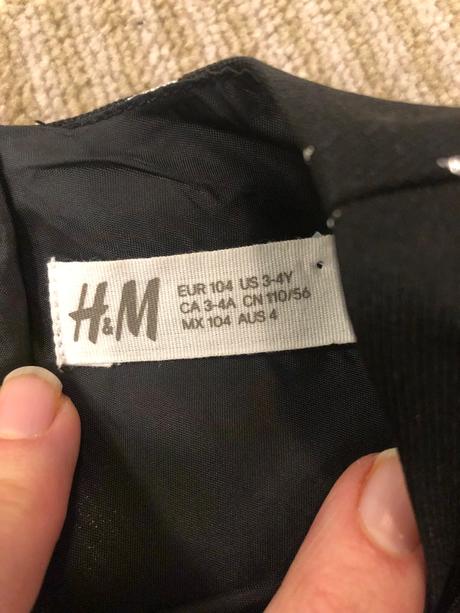 H&M
EUR 104 US 3-4Y
CA 3-4A CN 110/56
MX 104 AUS 4